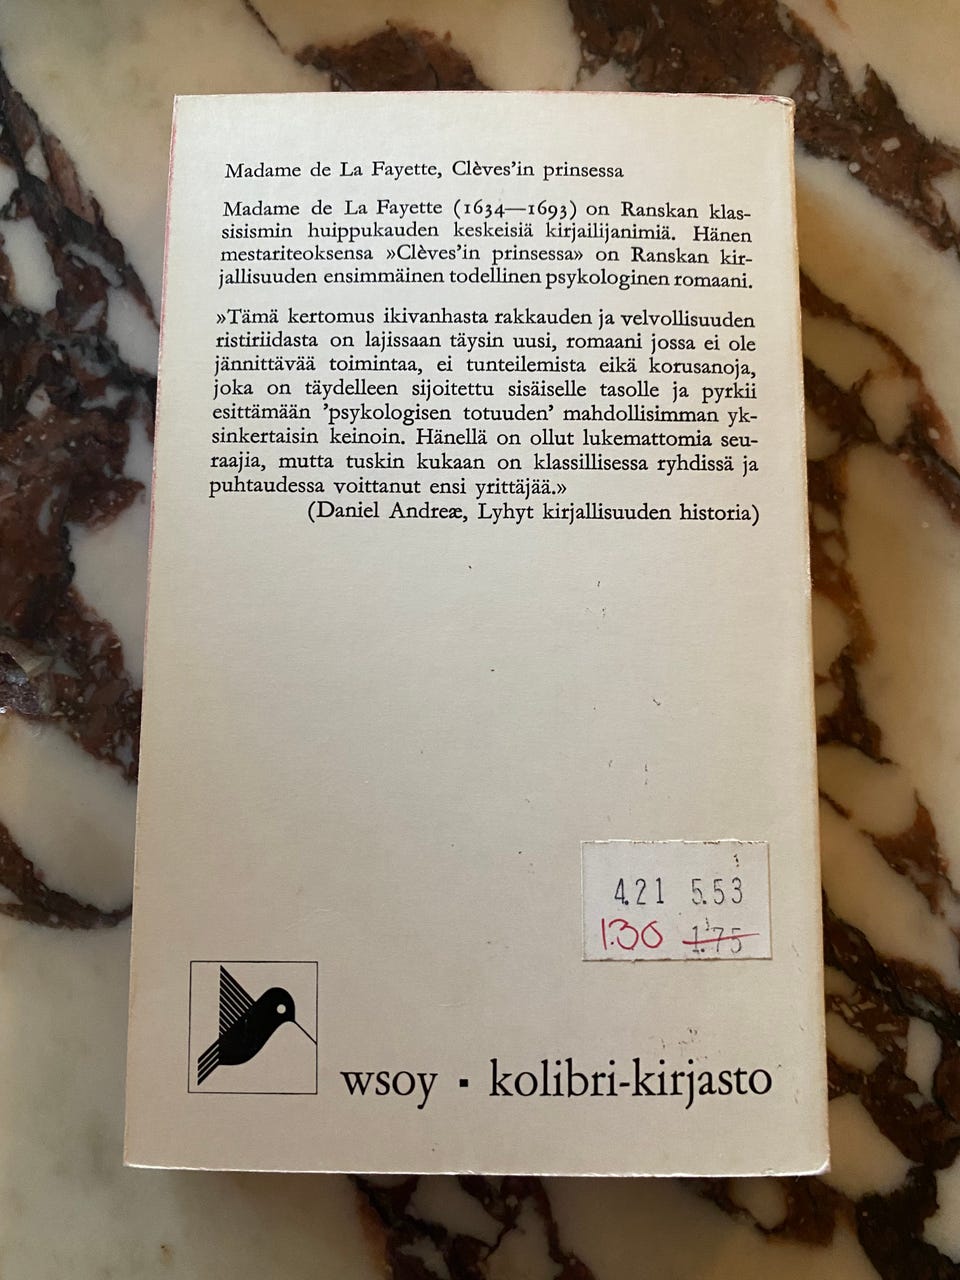 Madame de La Fayette, Clèves'in prinsessa
Madame de La Fayette (1634—1693) on Ranskan klas-
sisismin huippukauden keskeisiä kirjailijanimiä. Hänen
mestariteoksensa »Clèves'in prinsessa» on Ranskan kir-
jallisuuden ensimmäinen todellinen psykologinen romaani.
»Tämä kertomus ikivanhasta rakkauden ja velvollisuuden
ristiriidasta on lajissaan täysin uusi, romaani jossa ei ole
jännittävää toimintaa, ei tunteilemista eikä korusanoja,
joka on täydelleen sijoitettu sisäiselle tasolle ja pyrkii
esittämään 'psykologisen totuuden' mahdollisimman yk-
sinkertaisin keinoin. Hänellä on ollut lukemattomia seu-
raajia, mutta tuskin kukaan on klassillisessa ryhdissä ja
puhtaudessa voittanut ensi yrittäjää.»
(Daniel Andreæ, Lyhyt kirjallisuuden historia)
4.21 5.53
1.30 1.75
wsoy ▪ kolibri-kirjasto